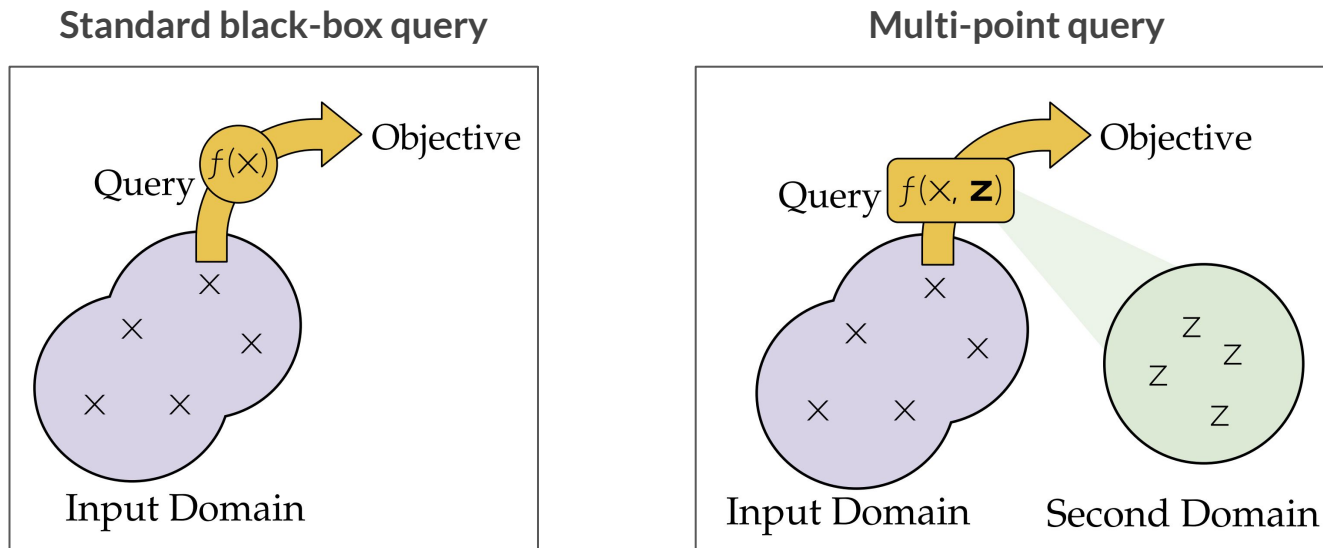 Standard black-box query
Objective
f(x)
Query
x
x
x
x
x
Input Domain
Multi-point query
Objective
Query
f(x, z)
x
x
x
x
x
z
z
z
z
Input Domain
Second Domain